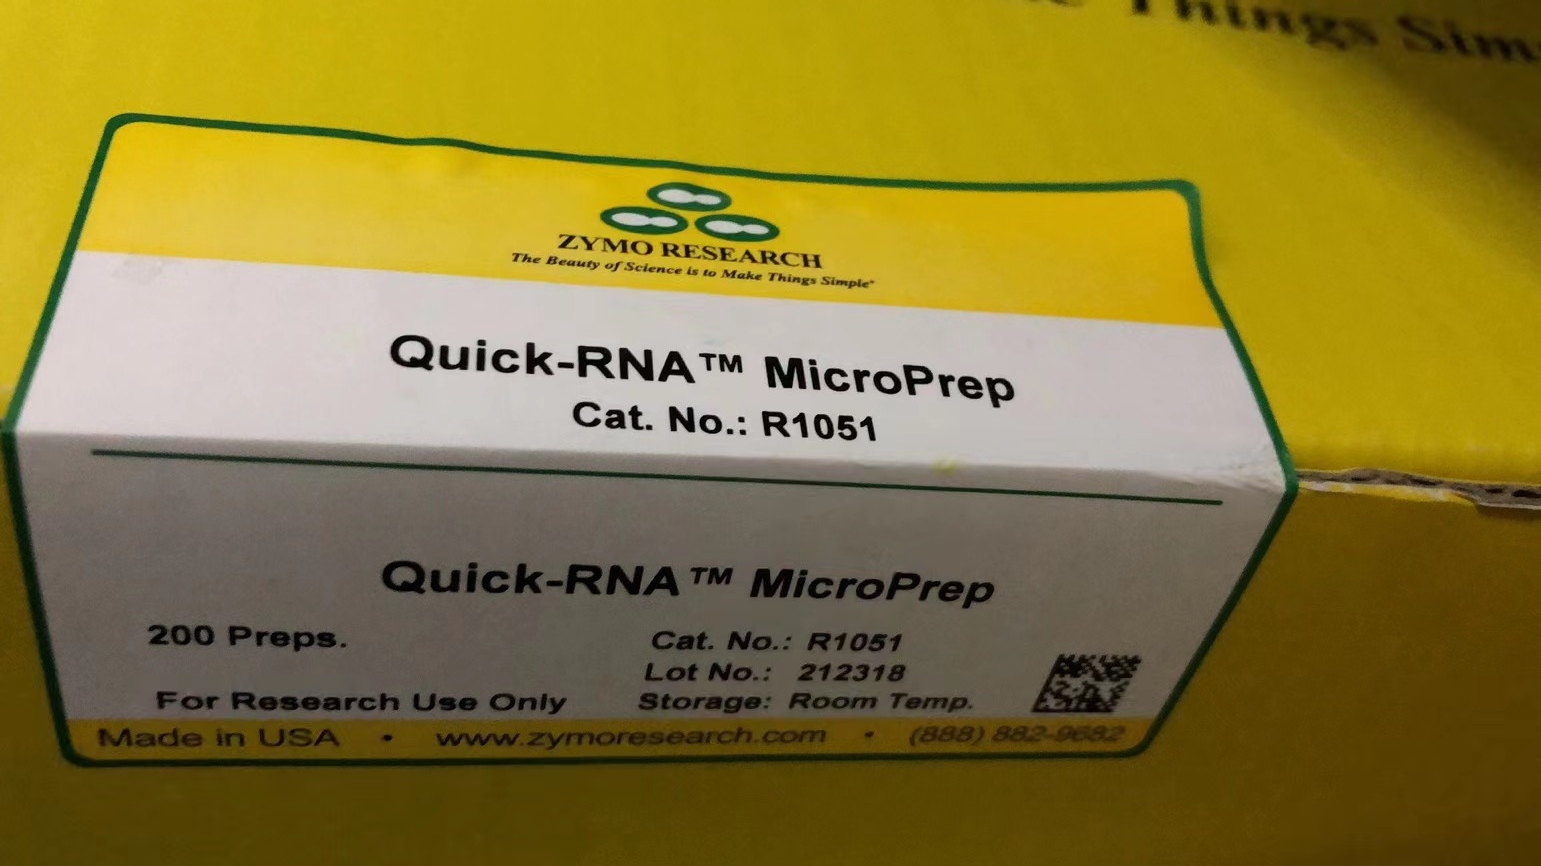 Things
ZYMO RESEARCH
The Beauty of Science is to Make Things Simple
Quick-RNA™ MicroPrep
Cat. No.: R1051
Quick-RNA™ MicroPrep
200 Preps.
Cat. No.: R1051
Lot No.: 212318
For Research Use Only
Storage: Room Temp.
Made in USA • www.zymoresearch.com • (888) 882-9682